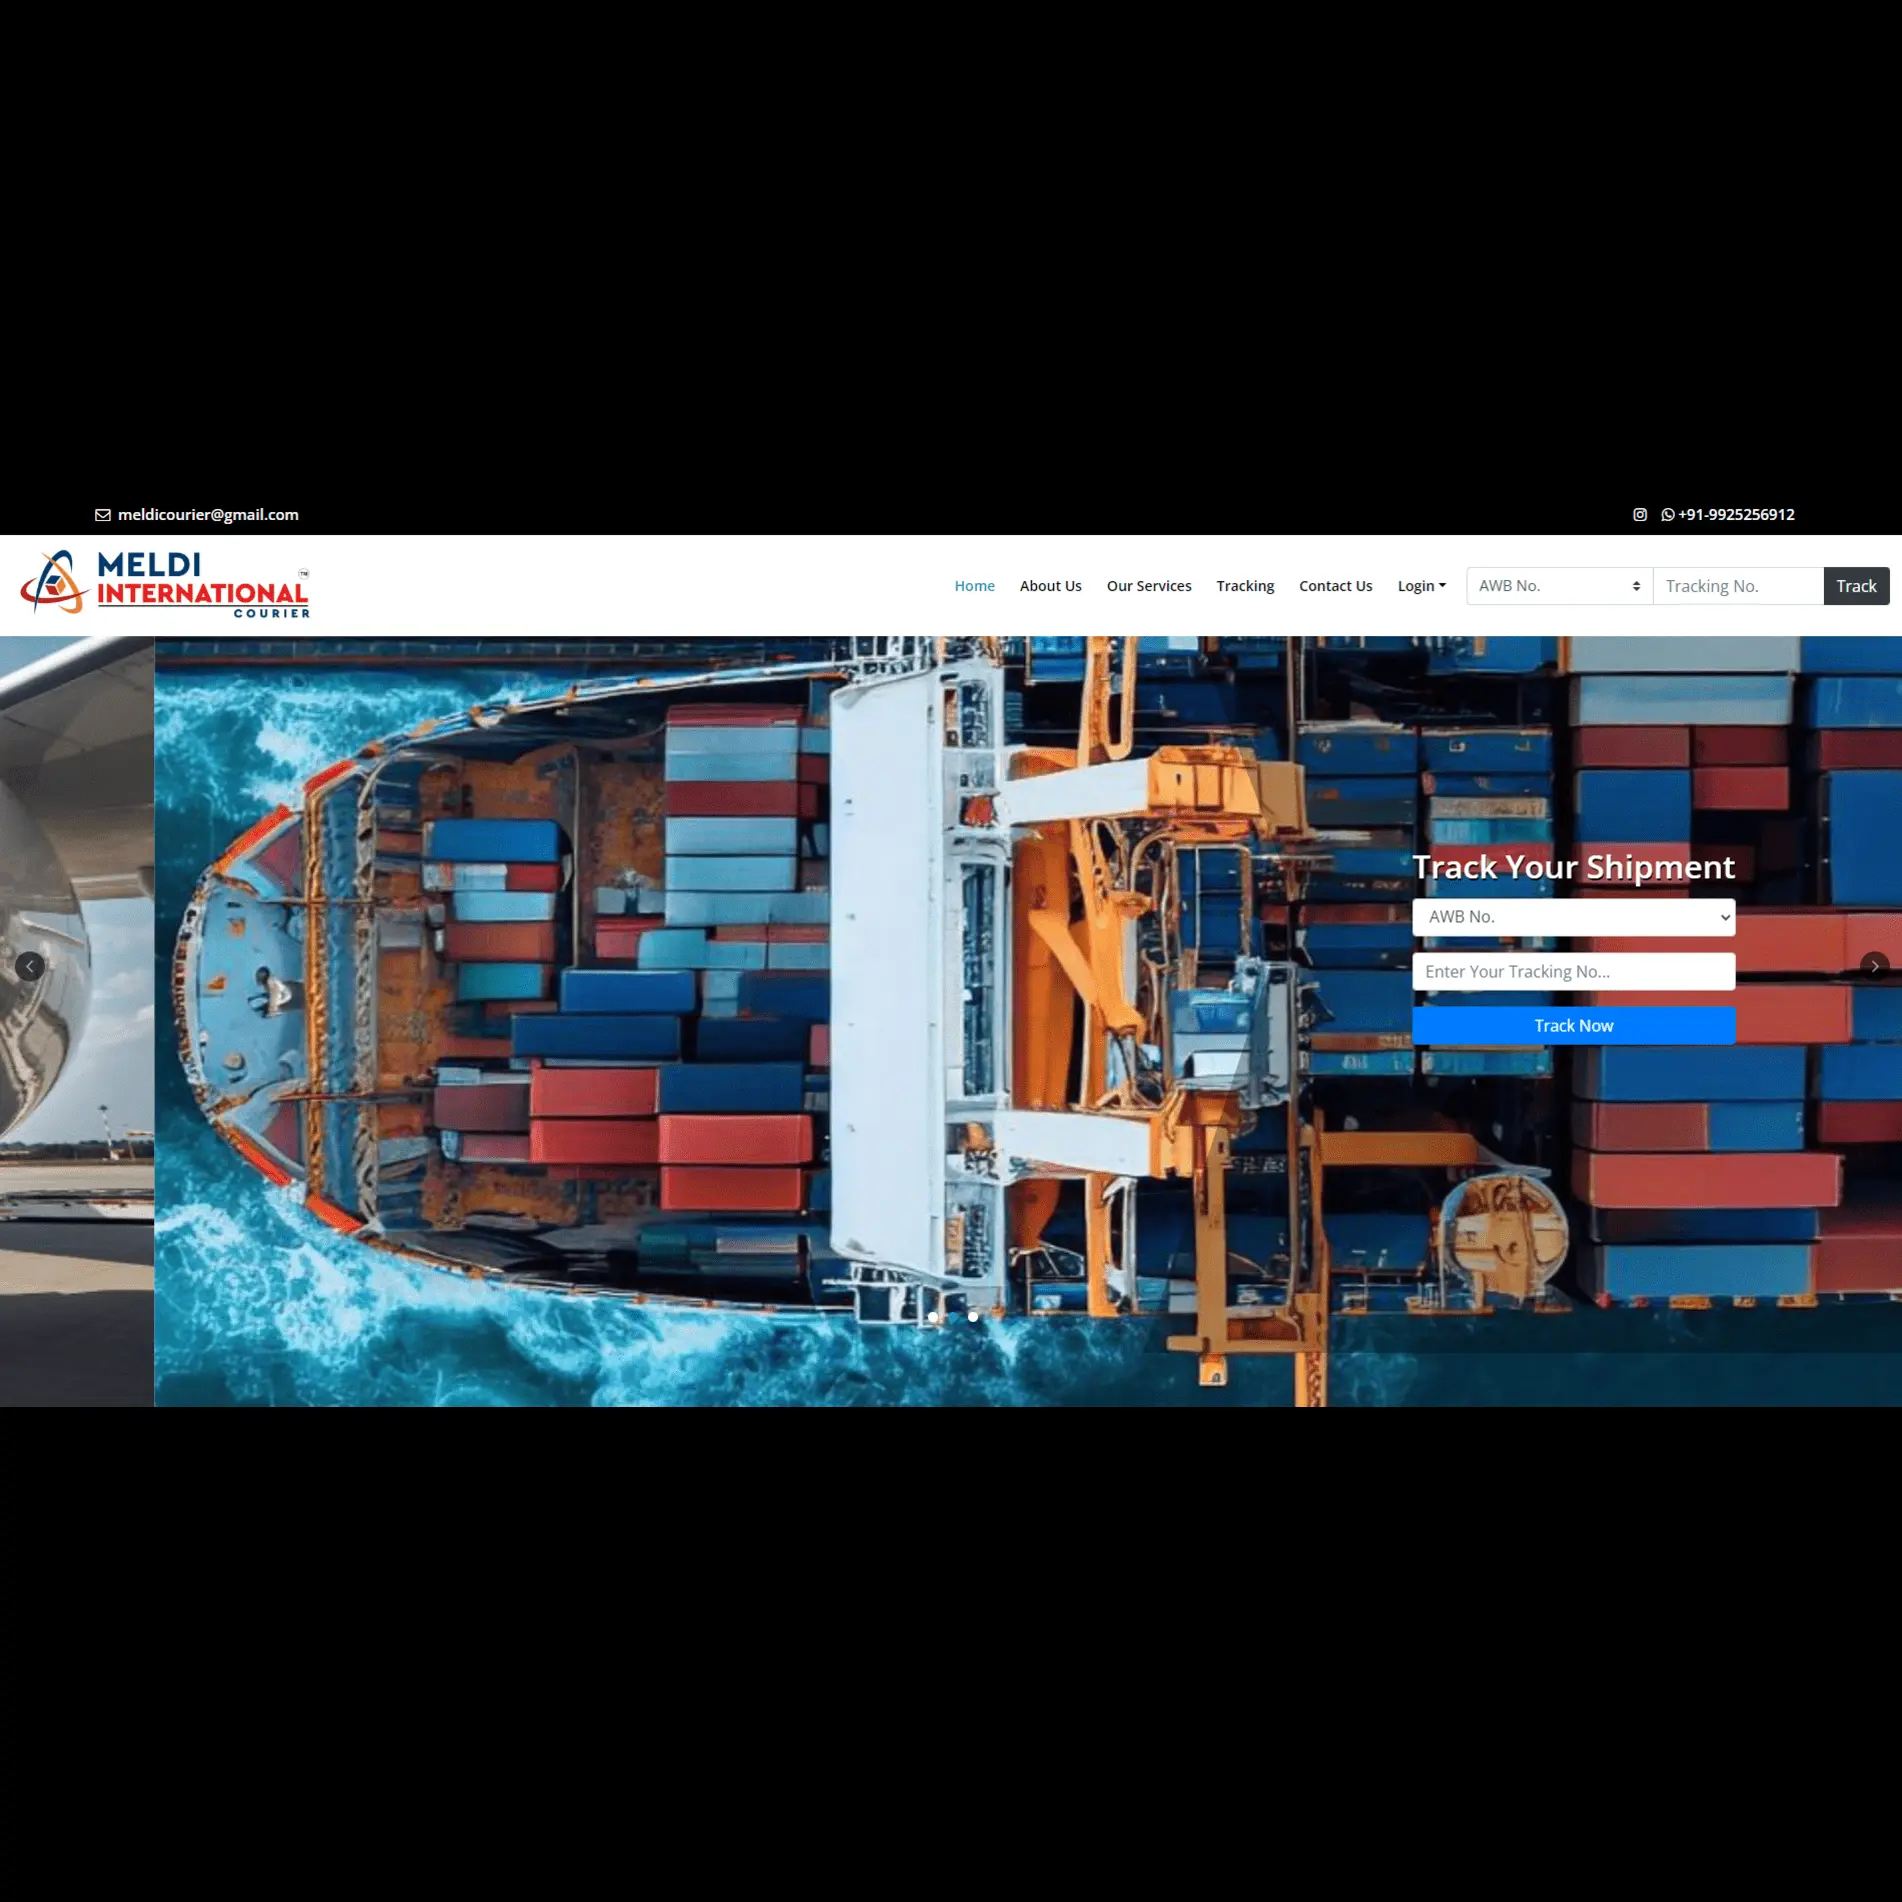 meldicourier@gmail.com
+91-9925256912
MELDI
INTERNATIONAL
COURIER
TM
Home About Us Our Services Tracking Contact Us Login AWB No. Tracking No. Track
Track Your Shipment
AWB No.
Enter Your Tracking No...
Track Now